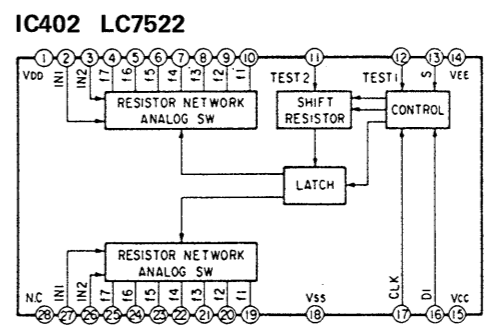 IC402 LC7522
1 2 3 4 5 6 7 8 9 10 11 12 13 14
VDD IN1 IN2 f7 f6 f5 f4 f3 f2 f1 TEST2 TEST1 S VEE
RESISTOR NETWORK
ANALOG SW
SHIFT
RESISTOR
CONTROL
LATCH
RESISTOR NETWORK
ANALOG SW
N.C IN1 IN2 f7 f6 f5 f4 f3 f2 f1 VSS CLK DI VCC
28 27 26 25 24 23 22 21 20 19 18 17 16 15